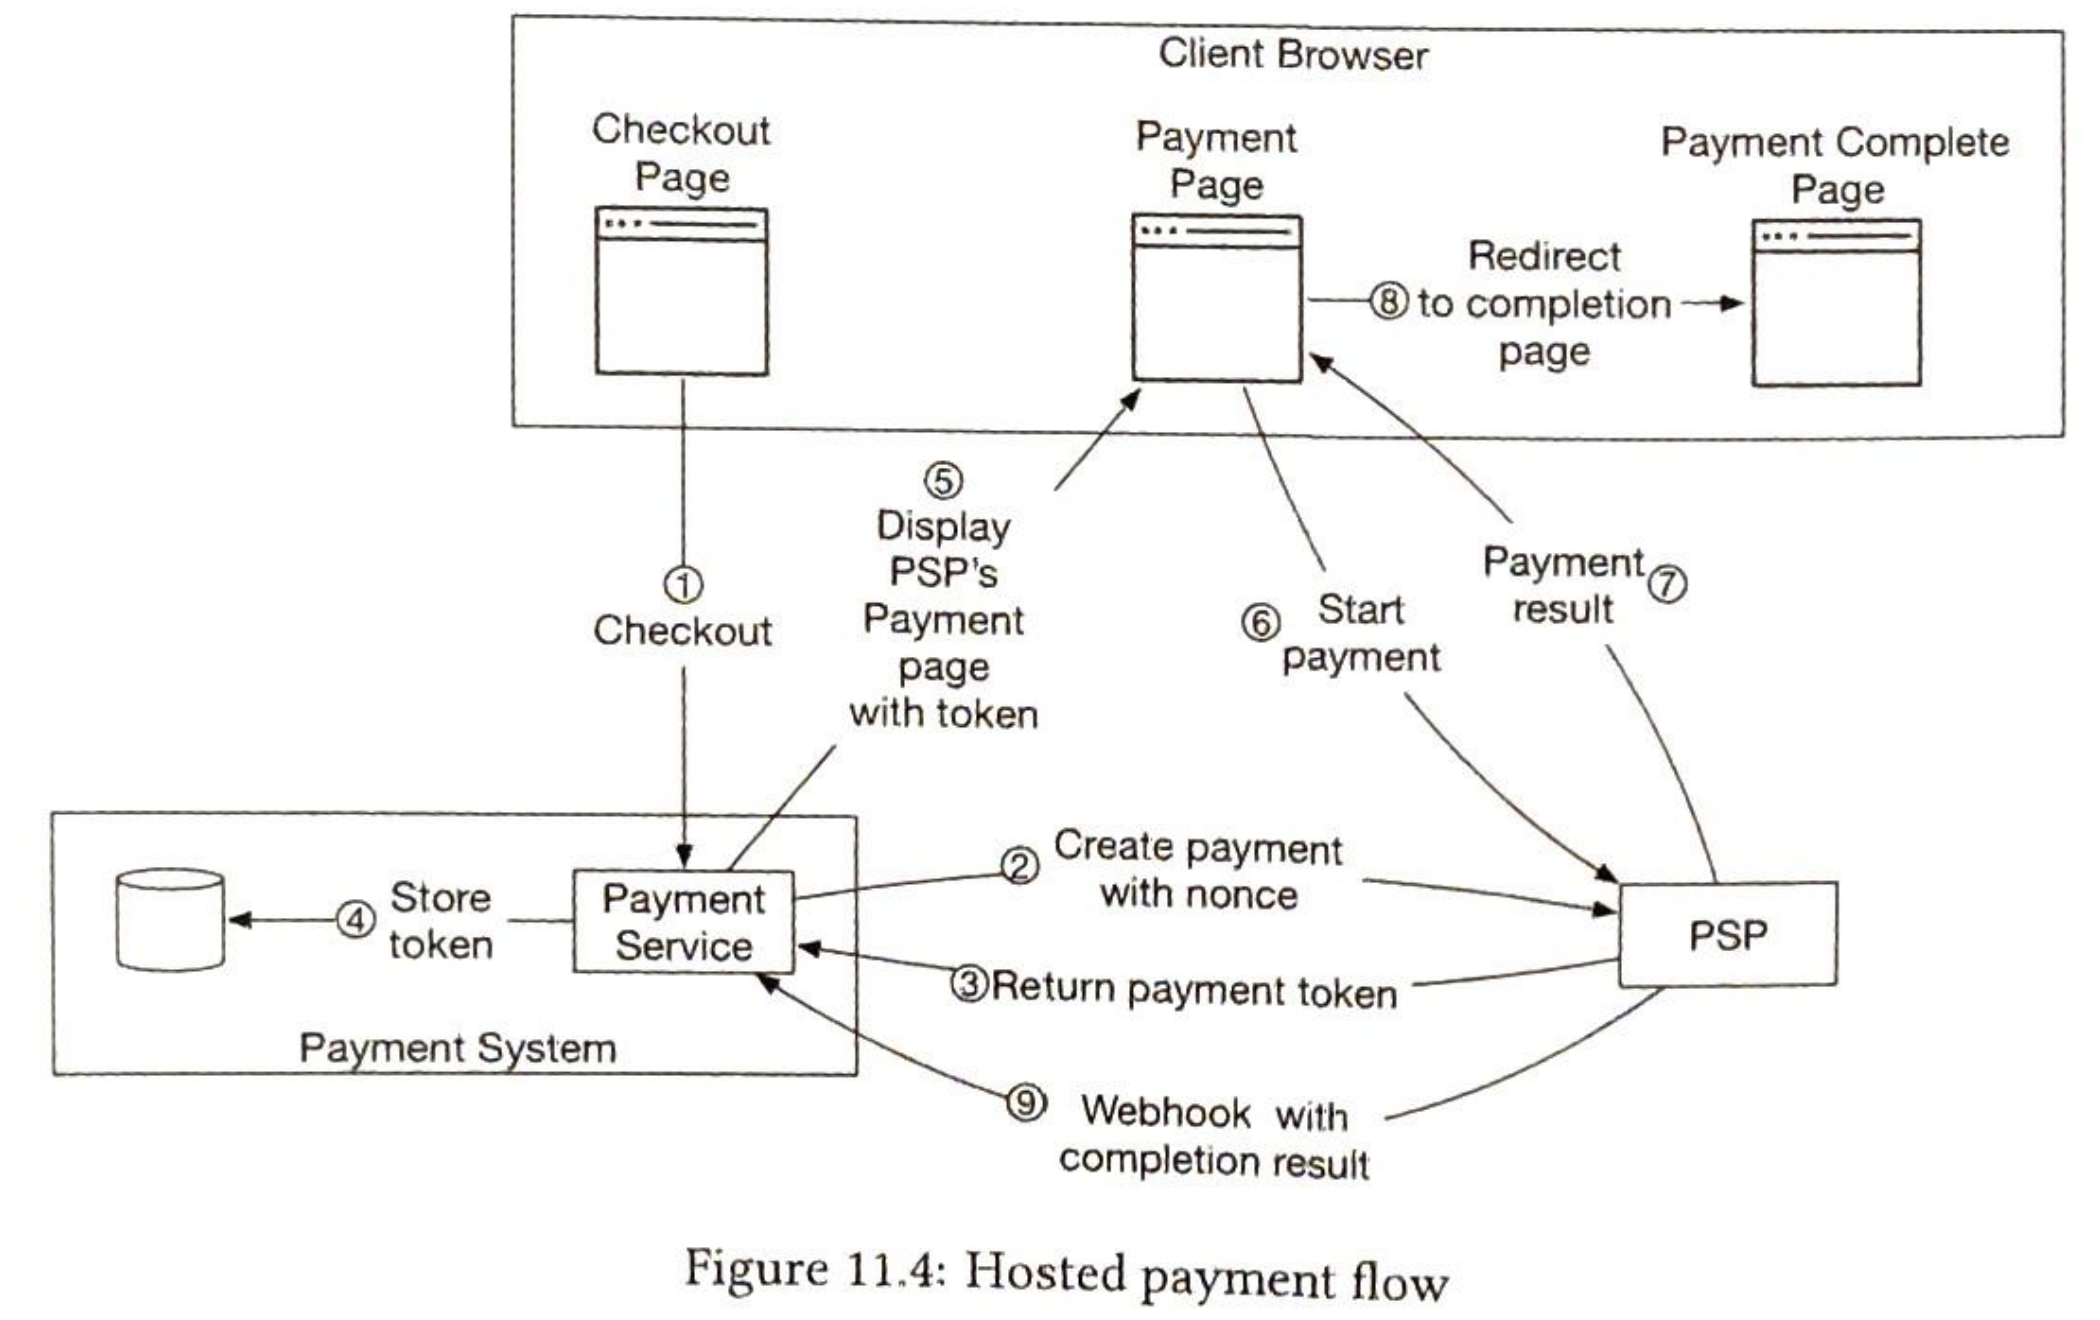 Client Browser
Checkout
Page
Payment
Page
Payment Complete
Page
Redirect
⑧ to completion
page
①
Checkout
⑤
Display
PSP's
Payment
page
with token
⑥ Start
payment
Payment ⑦
result
④ Store
token
Payment
Service
Payment System
② Create payment
with nonce
③ Return payment token
PSP
⑨ Webhook with
completion result
Figure 11.4: Hosted payment flow